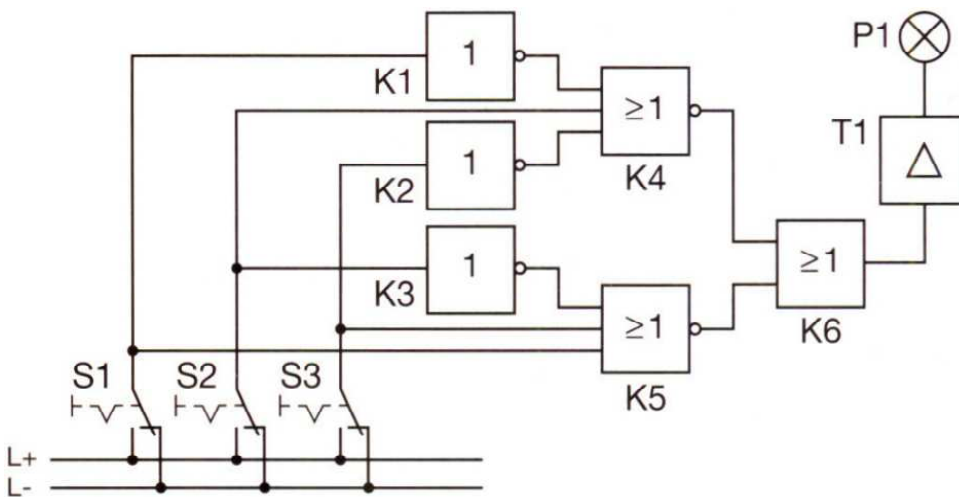 P1
1
K1
≥1
T1
K4
1
K2
1
K3
≥1
K6
≥1
K5
S1 S2 S3
L+
L-